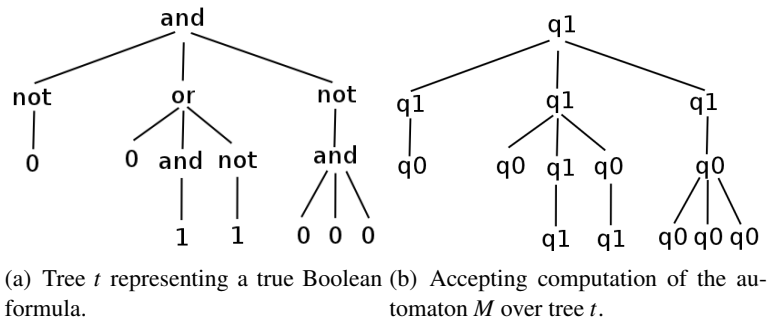 and q1
not or not q1 q1 q1
0 0 and not and q0 q0 q1 q0 q0
1 1 0 0 0 q1 q1 q0 q0 q0
(a) Tree t representing a true Boolean (b) Accepting computation of the au-
formula. tomaton M over tree t.